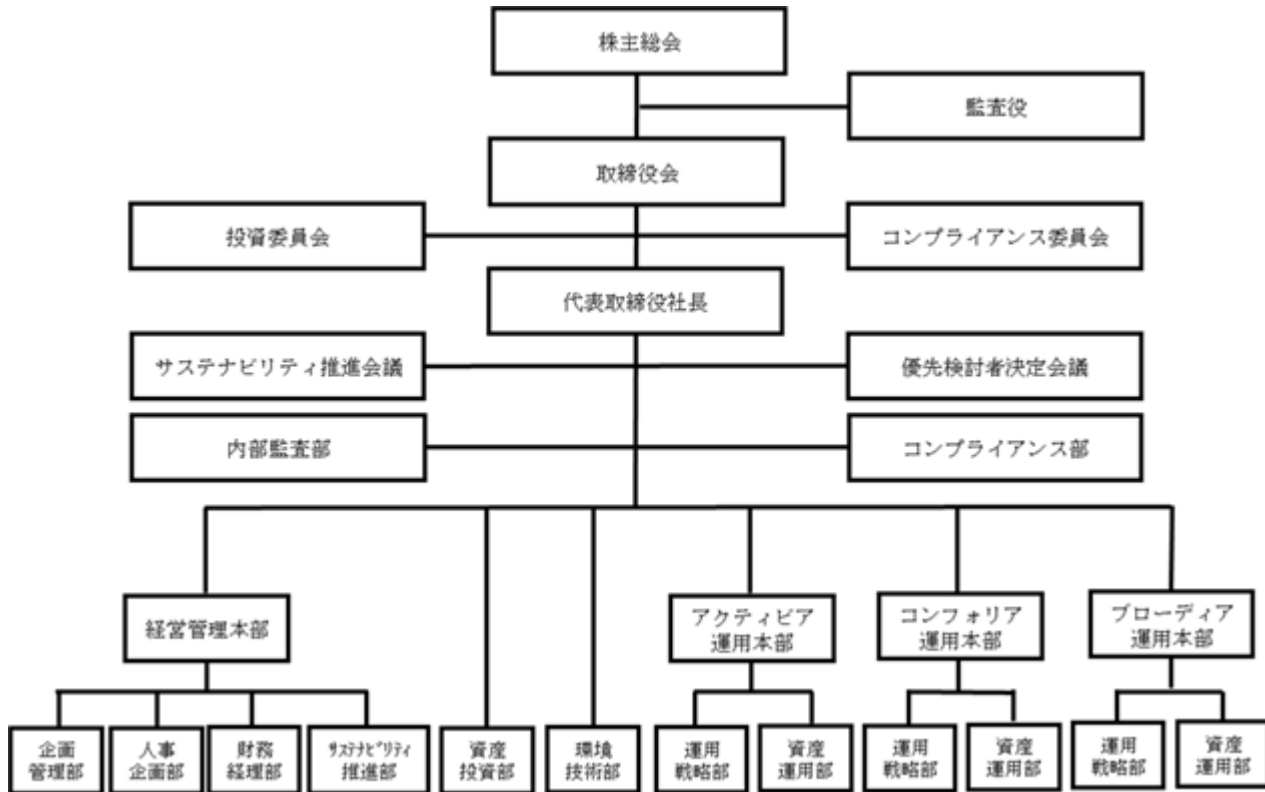 株主総会
監査役
取締役会
投資委員会
コンプライアンス委員会
代表取締役社長
サステナビリティ推進会議
優先検討者決定会議
内部監査部
コンプライアンス部
経営管理本部
アクティビア
運用本部
コンフォリア
運用本部
ブローディア
運用本部
企画
管理部
人事
企画部
財務
経理部
ｻｽﾃﾅﾋﾞﾘﾃｨ
推進部
資産
投資部
環境
技術部
運用
戦略部
資産
運用部
運用
戦略部
資産
運用部
運用
戦略部
資産
運用部